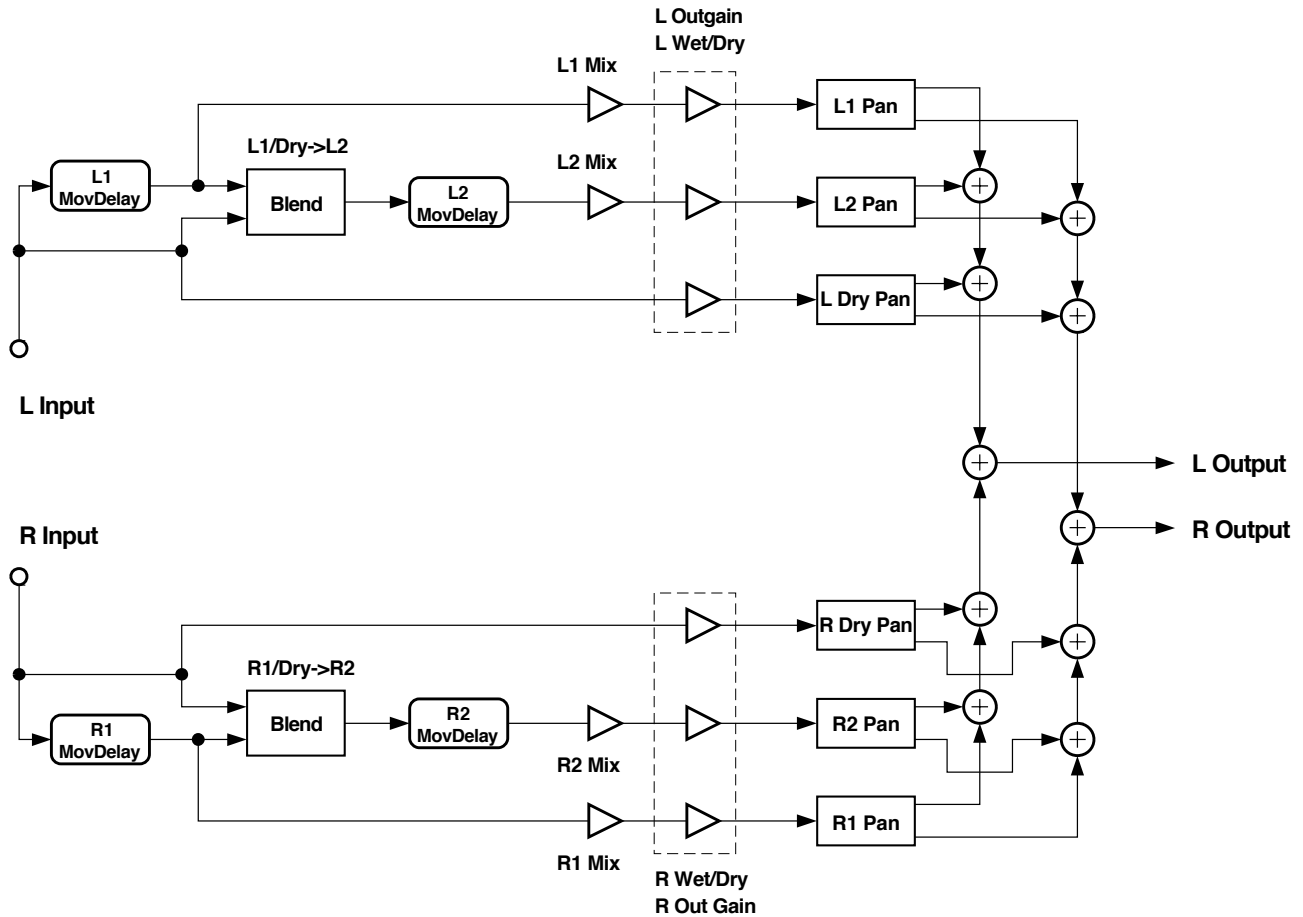 L Outgain
L Wet/Dry
L1 Mix
L1 Pan
L1/Dry->L2
L2 Mix
L1
MovDelay
Blend
L2
MovDelay
L2 Pan
L Dry Pan
L Input
L Output
R Input
R Output
R Dry Pan
R1/Dry->R2
R1
MovDelay
Blend
R2
MovDelay
R2 Pan
R2 Mix
R1 Pan
R1 Mix
R Wet/Dry
R Out Gain